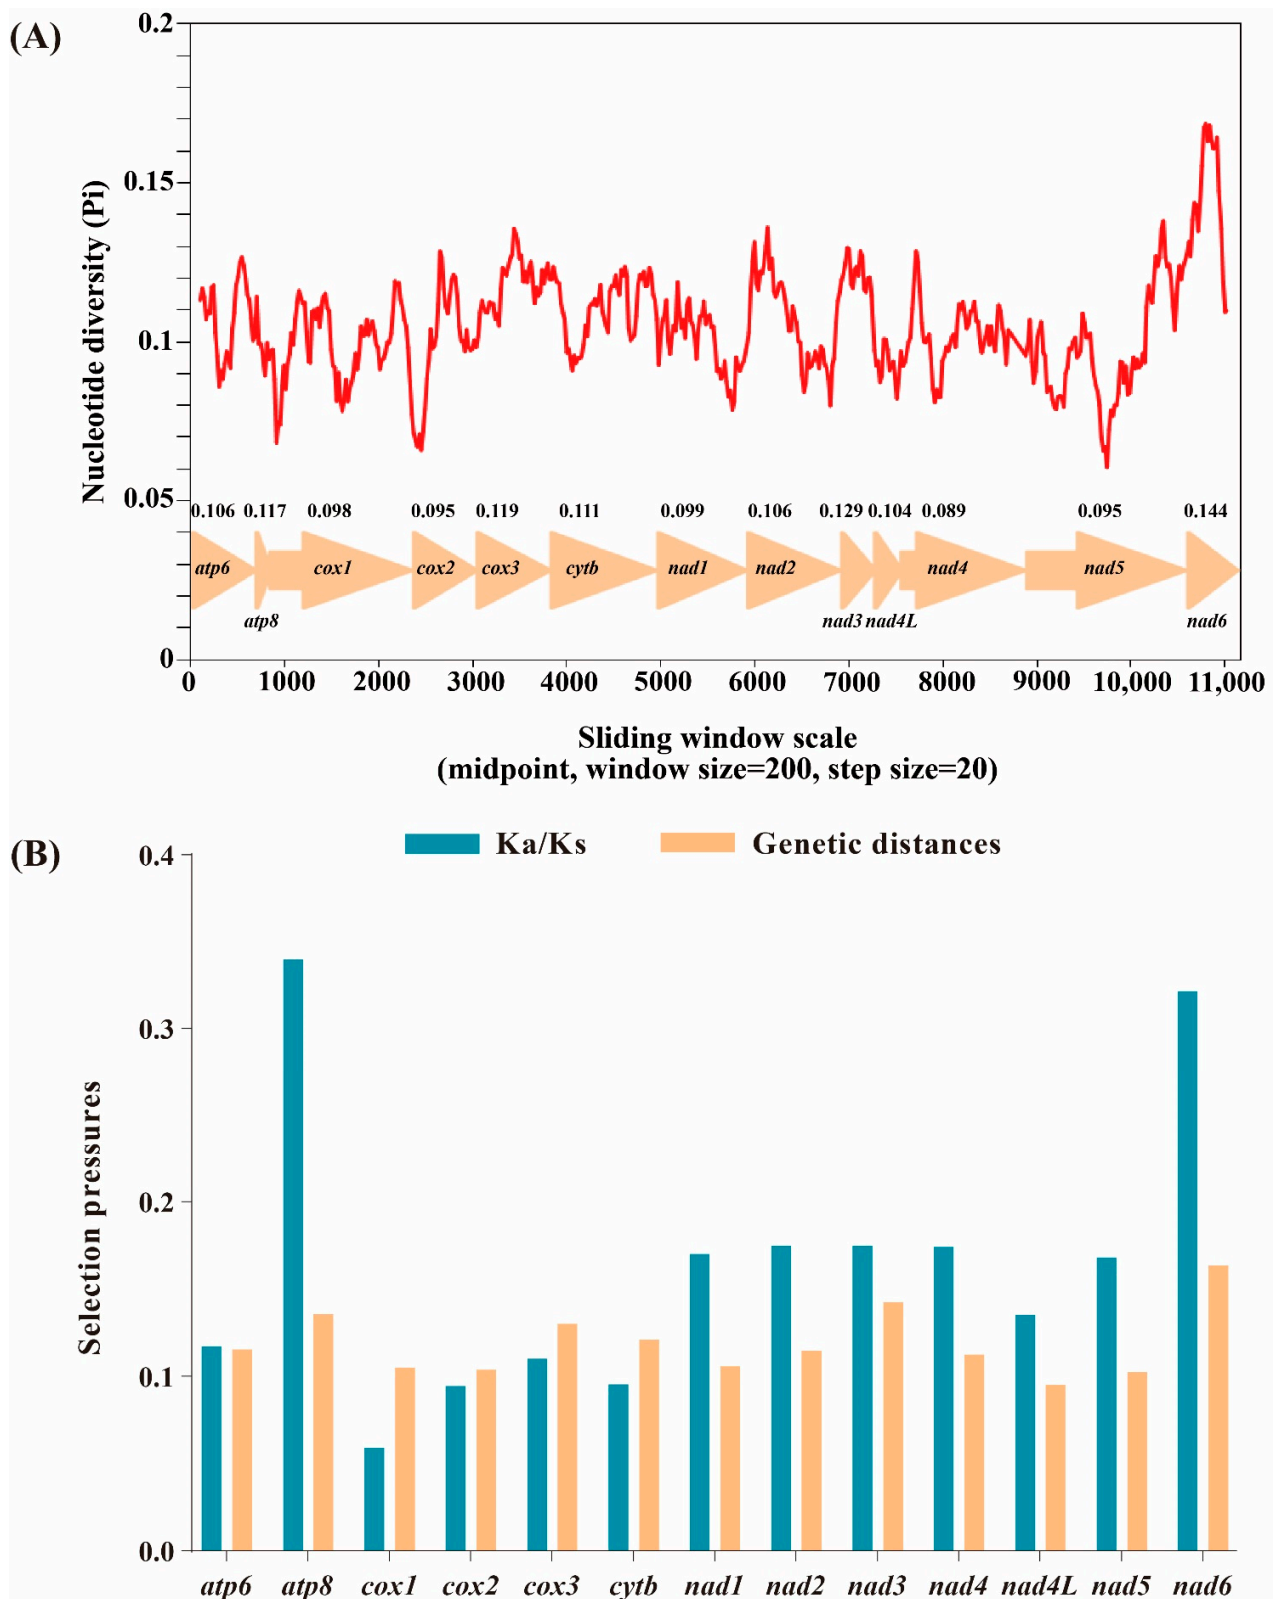 (A)
0.2
0.15
0.1
0.05
0
Nucleotide diversity (Pi)
0.106 0.117 0.098 0.095 0.119 0.111 0.099 0.106 0.129 0.104 0.089 0.095 0.144
atp6 cox1 cox2 cox3 cytb nad1 nad2 nad4 nad5
atp8 nad3 nad4L nad6
0 1000 2000 3000 4000 5000 6000 7000 8000 9000 10,000 11,000
Sliding window scale
(midpoint, window size=200, step size=20)
(B)
Ka/Ks Genetic distances
0.4
0.3
0.2
0.1
0.0
Selection pressures
atp6 atp8 cox1 cox2 cox3 cytb nad1 nad2 nad3 nad4 nad4L nad5 nad6